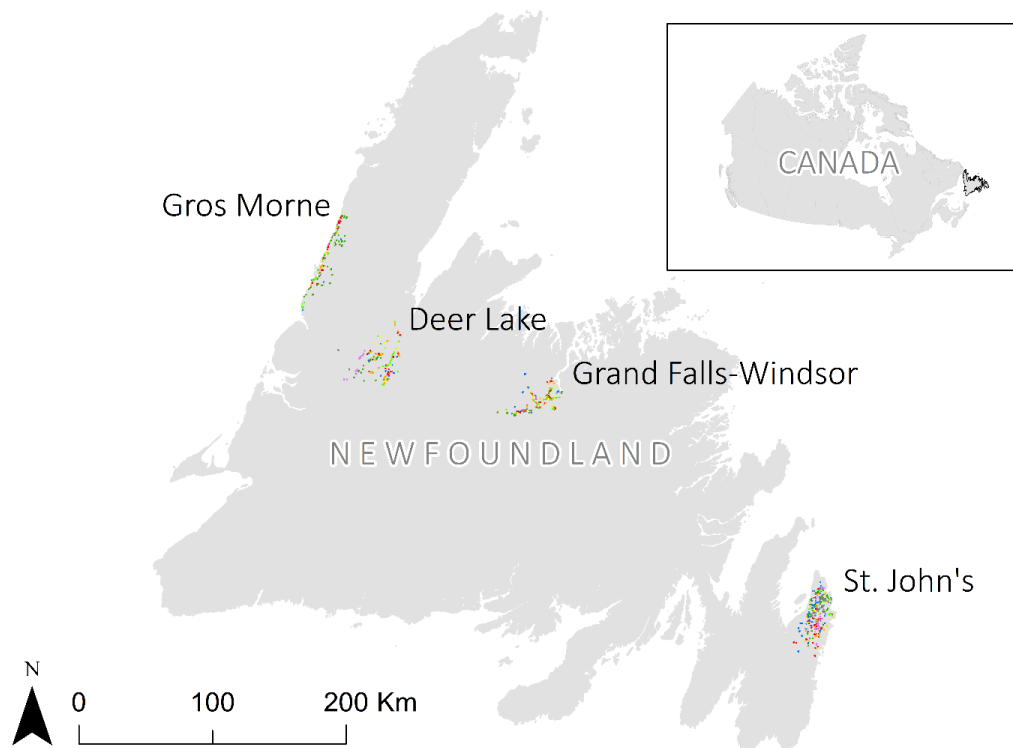 CANADA
Gros Morne
Deer Lake
Grand Falls-Windsor
NEWFOUNDLAND
St. John's
N
0 100 200 Km